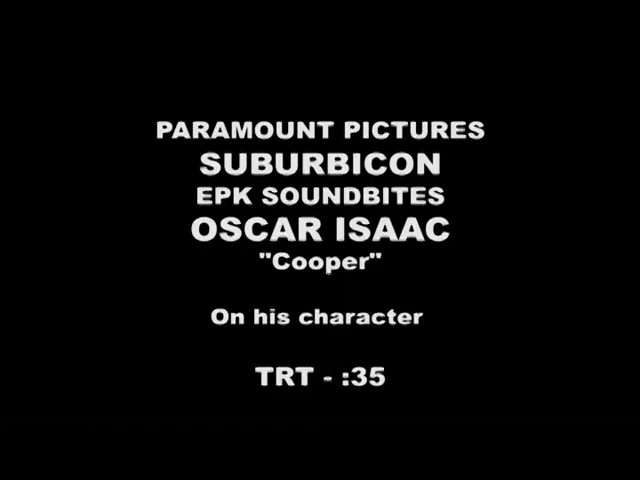 PARAMOUNT PICTURES
SUBURBICON
EPK SOUNDBITES
OSCAR ISAAC
"Cooper"
On his character
TRT - :35